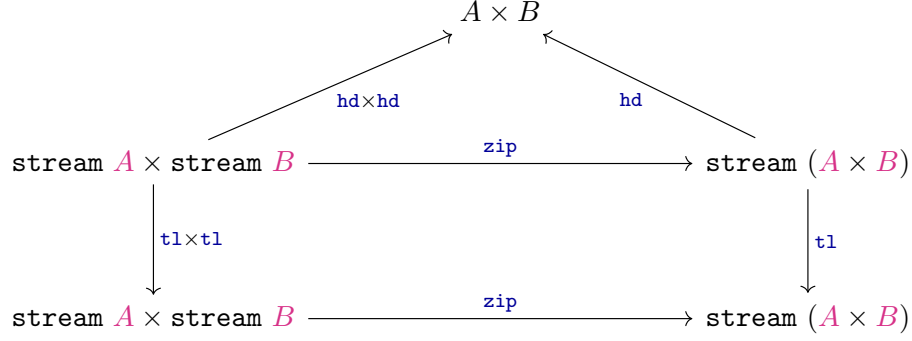 A × B
hd×hd hd
stream A × stream B zip stream (A × B)
tl×tl tl
stream A × stream B zip stream (A × B)